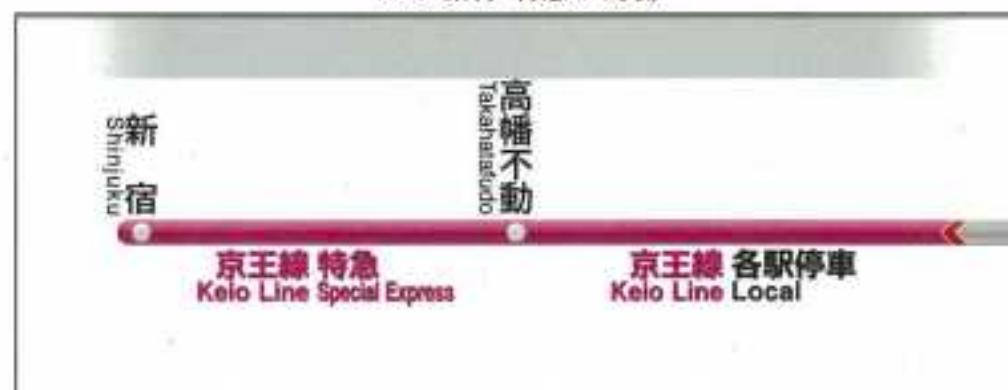 新宿
Shinjuku
高幡不動
Takahatafudo
京王線 特急
Keio Line Special Express
京王線 各駅停車
Keio Line Local